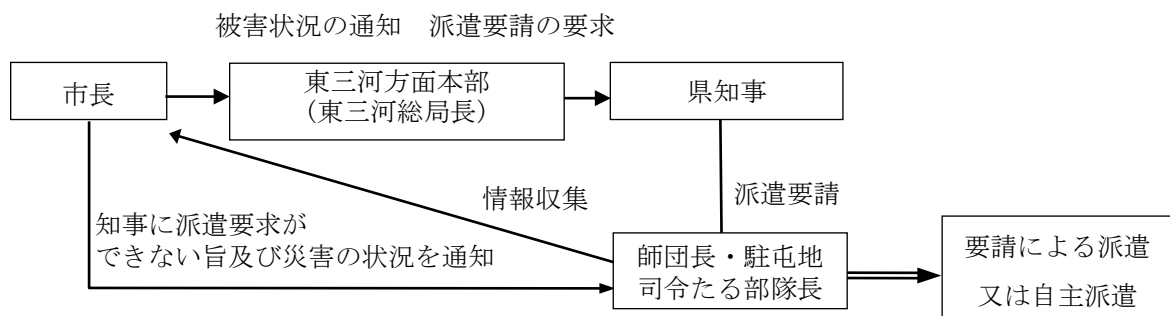 被害状況の通知　派遣要請の要求
市長
東三河方面本部
（東三河総局長）
県知事
情報収集
派遣要請
知事に派遣要求が
できない旨及び災害の状況を通知
師団長・駐屯地
司令たる部隊長
要請による派遣
又は自主派遣